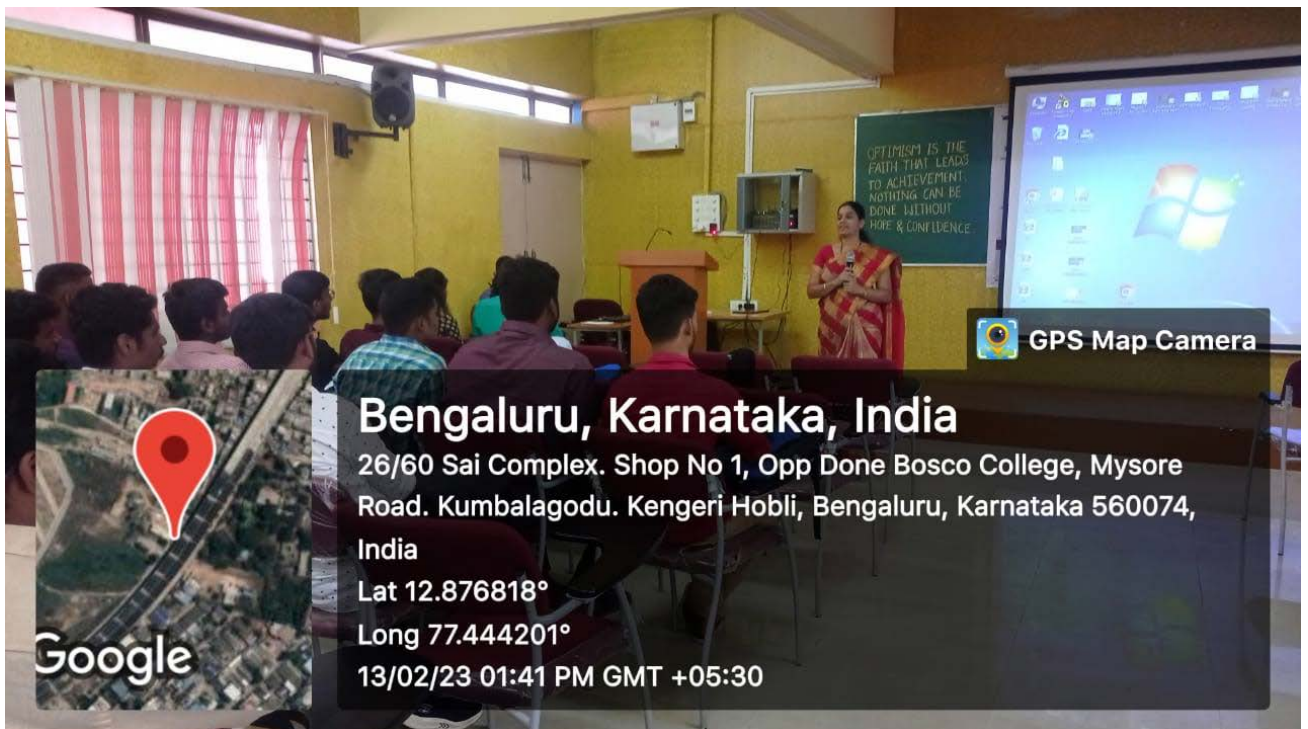 OPTIMISM IS THE
FAITH THAT LEADS
TO ACHIEVEMENT.
NOTHING CAN BE
DONE WITHOUT
HOPE & CONFIDENCE
GPS Map Camera
Bengaluru, Karnataka, India
26/60 Sai Complex. Shop No 1, Opp Done Bosco College, Mysore
Road. Kumbalagodu. Kengeri Hobli, Bengaluru, Karnataka 560074,
India
Lat 12.876818°
Long 77.444201°
13/02/23 01:41 PM GMT +05:30
Google